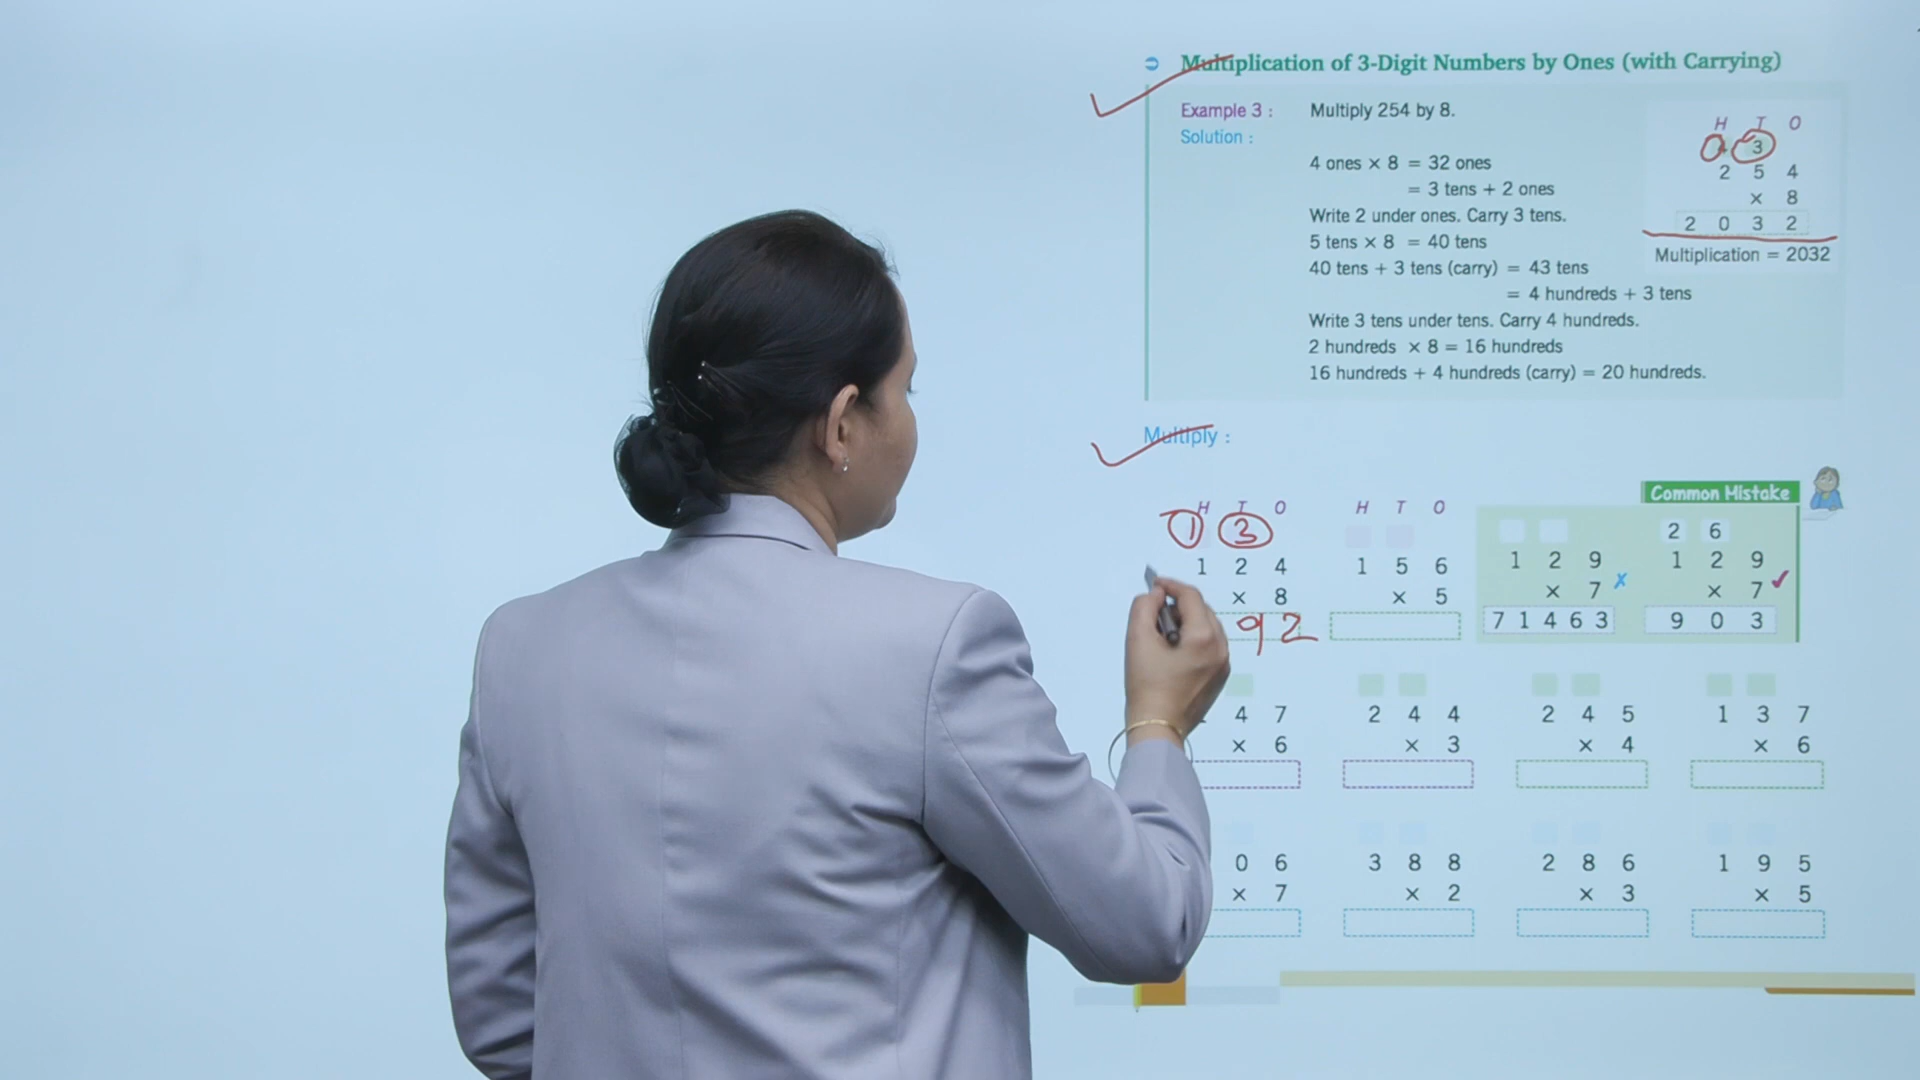 Multiplication of 3-Digit Numbers by Ones (with Carrying)
Example 3 : Multiply 254 by 8.
Solution :
4 ones × 8 = 32 ones
= 3 tens + 2 ones
Write 2 under ones. Carry 3 tens.
5 tens × 8 = 40 tens
40 tens + 3 tens (carry) = 43 tens
= 4 hundreds + 3 tens
Write 3 tens under tens. Carry 4 hundreds.
2 hundreds × 8 = 16 hundreds
16 hundreds + 4 hundreds (carry) = 20 hundreds.
H T O
3
2 5 4
× 8
2 0 3 2
Multiplication = 2032
Multiply :
H T O
1 3
1 2 4
× 8
9 2
H T O
1 5 6
× 5
Common Mistake
1 2 9
× 7 ✗
7 1 4 6 3
2 6
1 2 9
× 7 ✓
9 0 3
4 7
× 6
2 4 4
× 3
2 4 5
× 4
1 3 7
× 6
0 6
× 7
3 8 8
× 2
2 8 6
× 3
1 9 5
× 5